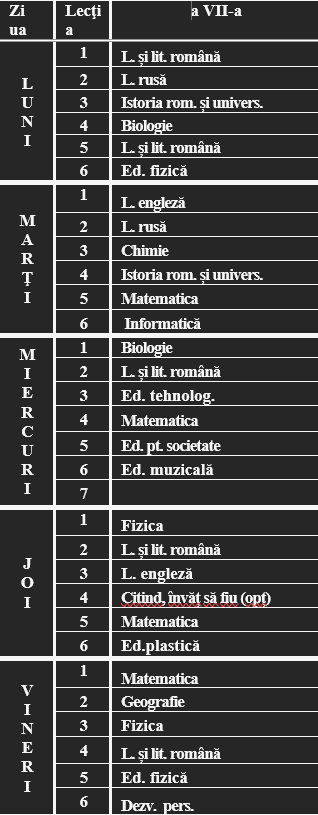 Zi Lecţi a VII-a
ua a
LUNI
1 L. și lit. română
2 L. rusă
3 Istoria rom. și univers.
4 Biologie
5 L. și lit. română
6 Ed. fizică
MARȚI
1 L. engleză
2 L. rusă
3 Chimie
4 Istoria rom. și univers.
5 Matematica
6 Informatică
MIERCURI
1 Biologie
2 L. și lit. română
3 Ed. tehnolog.
4 Matematica
5 Ed. pt. societate
6 Ed. muzicală
7
JOI
1 Fizica
2 L. și lit. română
3 L. engleză
4 Citind, învăț să fiu (opț)
5 Matematica
6 Ed.plastică
VINERI
1 Matematica
2 Geografie
3 Fizica
4 L. și lit. română
5 Ed. fizică
6 Dezv. pers.